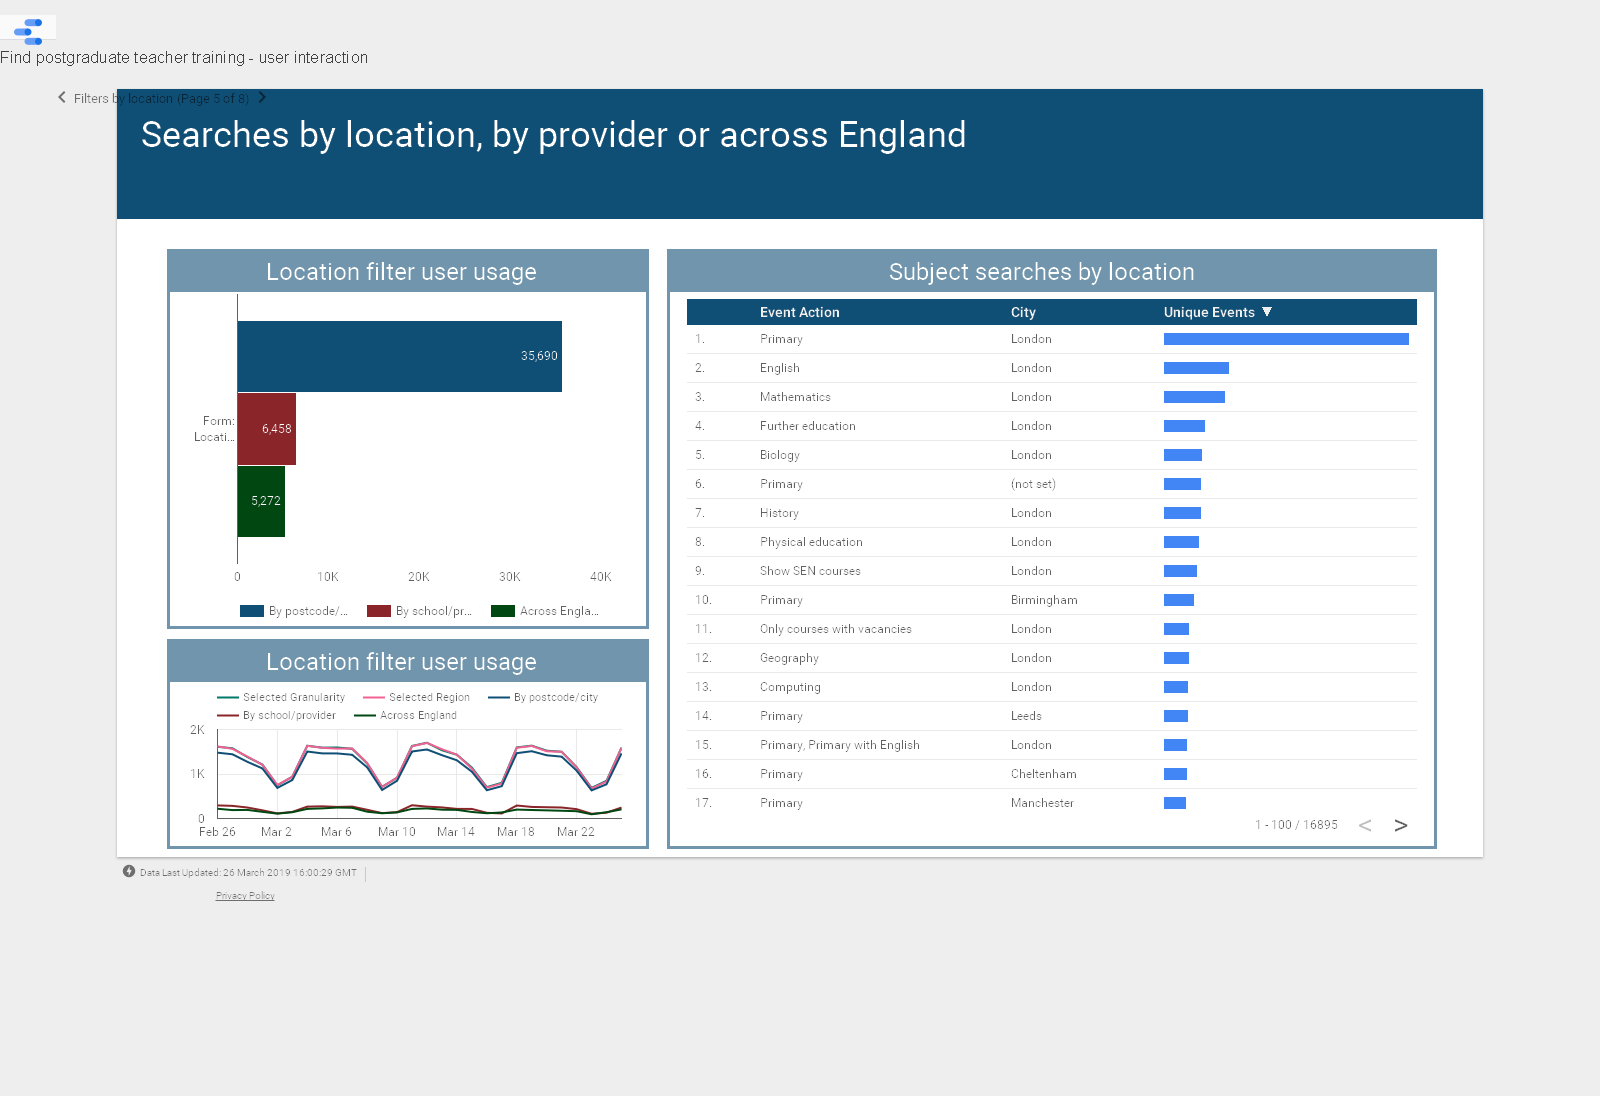 Find postgraduate teacher training - user interaction
Filters by location (Page 5 of 8)
Searches by location, by provider or across England
Location filter user usage
35,690
6,458
5,272
Form:
Locati...
0 10K 20K 30K 40K
By postcode/... By school/pr... Across Engla...
Location filter user usage
Selected Granularity Selected Region By postcode/city
By school/provider Across England
2K
1K
0
Feb 26 Mar 2 Mar 6 Mar 10 Mar 14 Mar 18 Mar 22
Subject searches by location
Event Action City Unique Events
1. Primary London
2. English London
3. Mathematics London
4. Further education London
5. Biology London
6. Primary (not set)
7. History London
8. Physical education London
9. Show SEN courses London
10. Primary Birmingham
11. Only courses with vacancies London
12. Geography London
13. Computing London
14. Primary Leeds
15. Primary, Primary with English London
16. Primary Cheltenham
17. Primary Manchester
1 - 100 / 16895
Data Last Updated: 26 March 2019 16:00:29 GMT
Privacy Policy